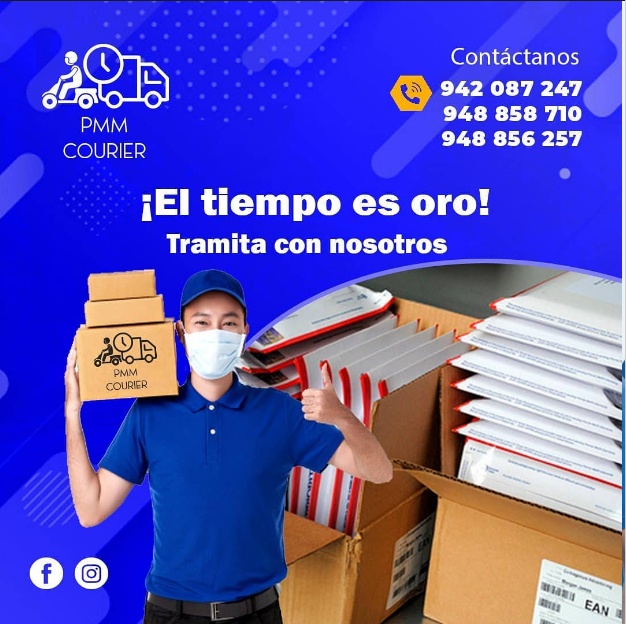 PMM
COURIER
Contáctanos
942 087 247
948 858 710
948 856 257
¡El tiempo es oro!
Tramita con nosotros
PMM
COURIER
EAN